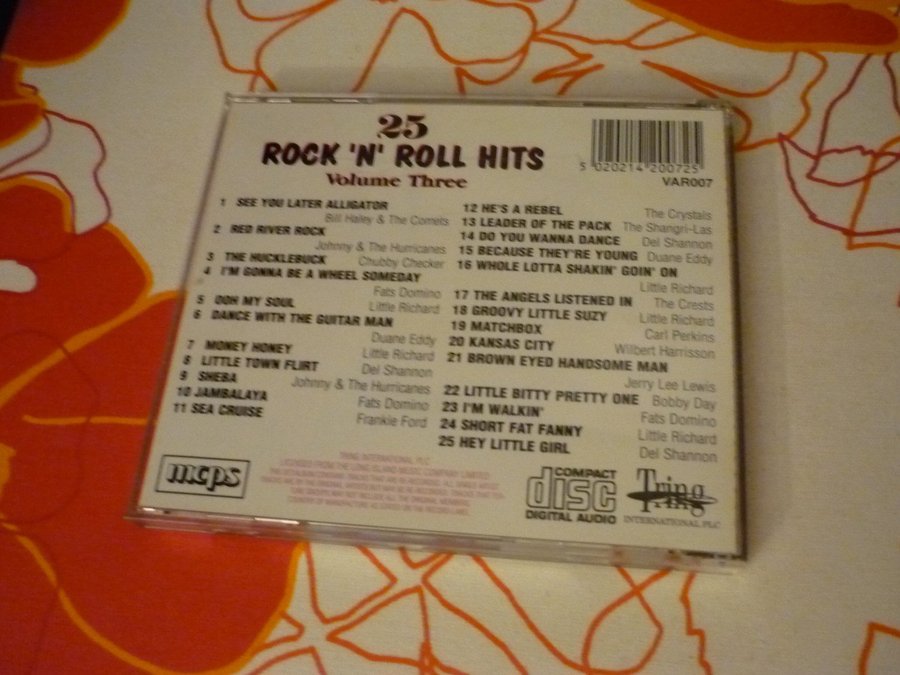 25
ROCK 'N' ROLL HITS
Volume Three
5 020214 200725
VAR007
1 SEE YOU LATER ALLIGATOR
Bill Haley & The Comets
2 RED RIVER ROCK
Johnny & The Hurricanes
3 THE HUCKLEBUCK Chubby Checker
4 I'M GONNA BE A WHEEL SOMEDAY
Fats Domino
5 OOH MY SOUL Little Richard
6 DANCE WITH THE GUITAR MAN
Duane Eddy
7 MONEY HONEY Little Richard
8 LITTLE TOWN FLIRT Del Shannon
9 SHEBA Johnny & The Hurricanes
10 JAMBALAYA Fats Domino
11 SEA CRUISE Frankie Ford
12 HE'S A REBEL The Crystals
13 LEADER OF THE PACK The Shangri-Las
14 DO YOU WANNA DANCE Del Shannon
15 BECAUSE THEY'RE YOUNG Duane Eddy
16 WHOLE LOTTA SHAKIN' GOIN' ON
Little Richard
17 THE ANGELS LISTENED IN The Crests
18 GROOVY LITTLE SUZY Little Richard
19 MATCHBOX Carl Perkins
20 KANSAS CITY Wilbert Harrisson
21 BROWN EYED HANDSOME MAN
Jerry Lee Lewis
22 LITTLE BITTY PRETTY ONE Bobby Day
23 I'M WALKIN' Fats Domino
24 SHORT FAT FANNY Little Richard
25 HEY LITTLE GIRL Del Shannon
TRING INTERNATIONAL PLC
LICENSED FROM THE LONG ISLAND MUSIC COMPANY LIMITED
mcps
COMPACT
disc
DIGITAL AUDIO
Tring
INTERNATIONAL PLC